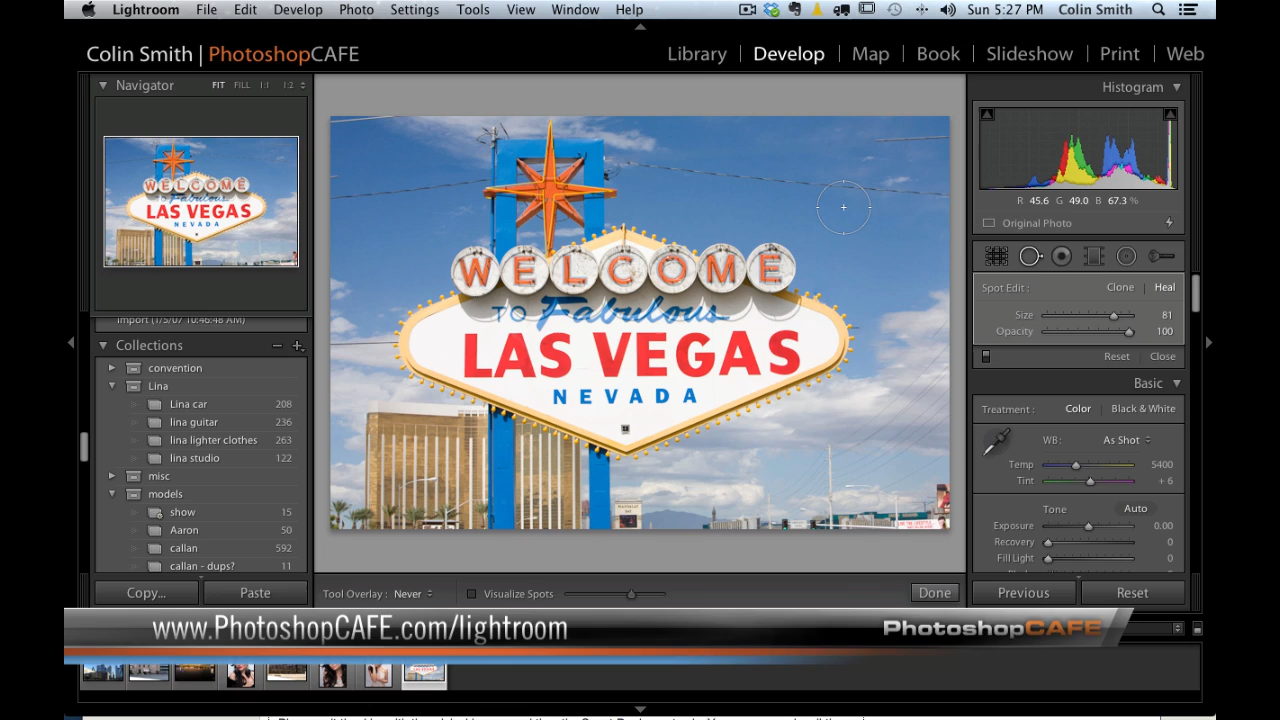 Lightroom File Edit Develop Photo Settings Tools View Window Help Sun 5:27 PM Colin Smith
Colin Smith | PhotoshopCAFE Library | Develop | Map | Book | Slideshow | Print | Web
Navigator FIT FILL 1:1 1:2
Histogram
WELCOME
TO Fabulous
LAS VEGAS
NEVADA
R 45.6 G 49.0 B 67.3 %
Original Photo
Spot Edit : Clone | Heal
Size 81
Opacity 100
Reset Close
Basic
Treatment : Color | Black & White
WB : As Shot
Temp 5400
Tint + 6
Tone Auto
Exposure 0.00
Recovery 0
Fill Light 0
Import (1/5/07 10:46:48 AM)
Collections
convention
Lina
Lina car 208
lina guitar 236
lina lighter clothes 263
lina studio 122
misc
models
show 15
Aaron 50
callan 592
callan - dups? 11
WELCOME
TO Fabulous
LAS VEGAS
NEVADA
Copy... Paste
Tool Overlay : Never Visualize Spots Done
Previous Reset
www.PhotoshopCAFE.com/lightroom PhotoshopCAFE